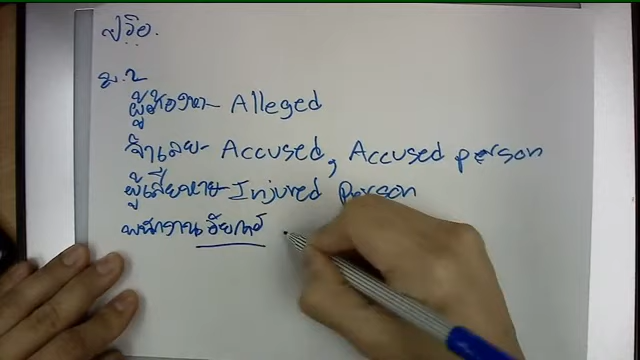 ป.วิอ.
ม.2
ผู้ต้องหา - Alleged
จำเลย - Accused, Accused person
ผู้เสียหาย - Injured Person
พนักงานอัยการ